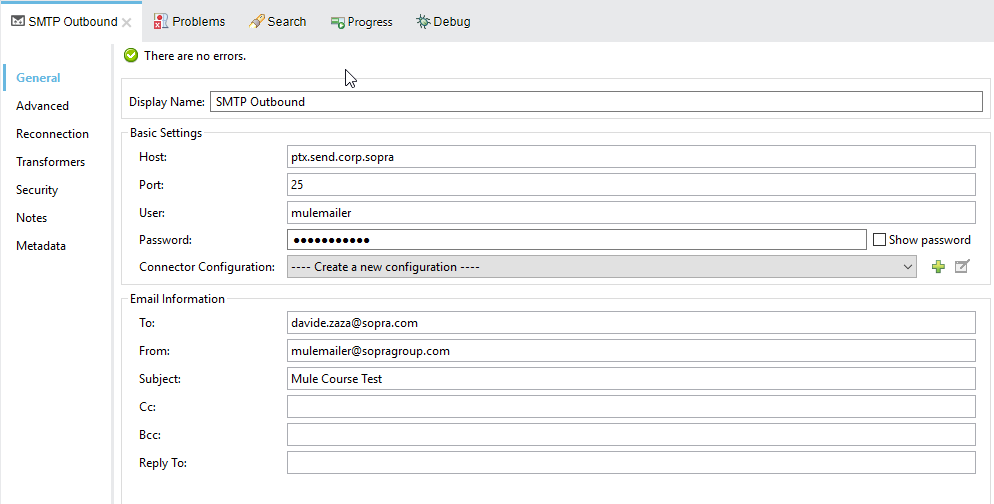 SMTP Outbound
Problems
Search
Progress
Debug
There are no errors.
General
Advanced
Reconnection
Transformers
Security
Notes
Metadata
Display Name: SMTP Outbound
Basic Settings
Host: ptx.send.corp.sopra
Port: 25
User: mulemailer
Password: ●●●●●●●●●●● Show password
Connector Configuration: ---- Create a new configuration ----
Email Information
To: davide.zaza@sopra.com
From: mulemailer@sopragroup.com
Subject: Mule Course Test
Cc:
Bcc:
Reply To: